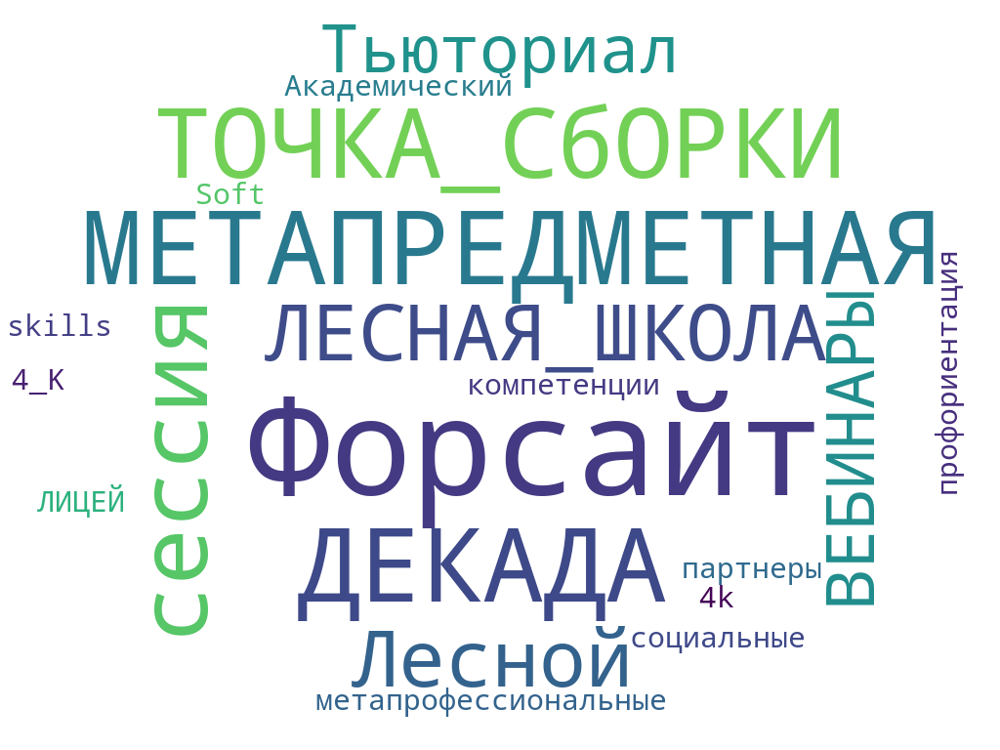 Тьюториал
Академический
ТОЧКА_СбОРКИ
Soft
МЕТАПРЕДМЕТНАЯ
ЛЕСНАЯ_ШКОЛА
skills
4_К
компетенции
Форсайт
сессия
ВЕБИНАРЫ
профориентация
ЛИЦЕЙ
ДЕКАДА
партнеры
4k
Лесной
социальные
метапрофессиональные